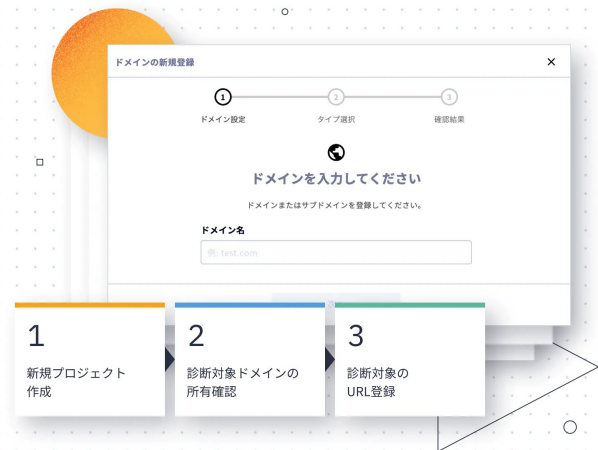 ドメインの新規登録
1
2
3
ドメイン設定
タイプ選択
確認結果
ドメインを入力してください
ドメインまたはサブドメインを登録してください。
ドメイン名
例: test.com
1
新規プロジェクト
作成
2
診断対象ドメインの
所有確認
3
診断対象の
URL登録